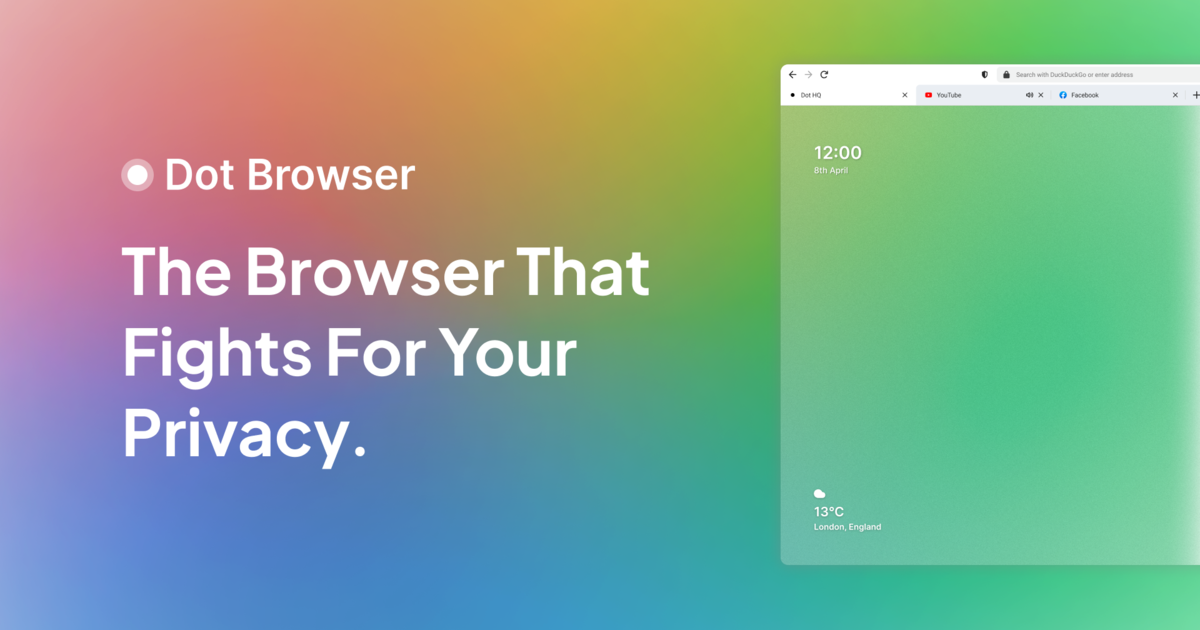 Dot Browser
The Browser That
Fights For Your
Privacy.
Search with DuckDuckGo or enter address
Dot HQ
YouTube
Facebook
12:00
8th April
13°C
London, England